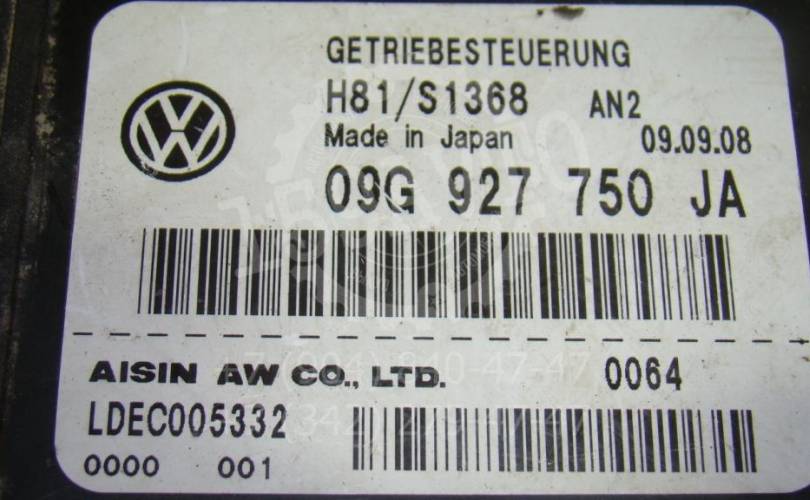 GETRIEBESTEUERUNG
H81/S1368 AN2
Made in Japan 09.09.08
09G 927 750 JA
AISIN AW CO., LTD. 0064
LDEC005332
0000 001